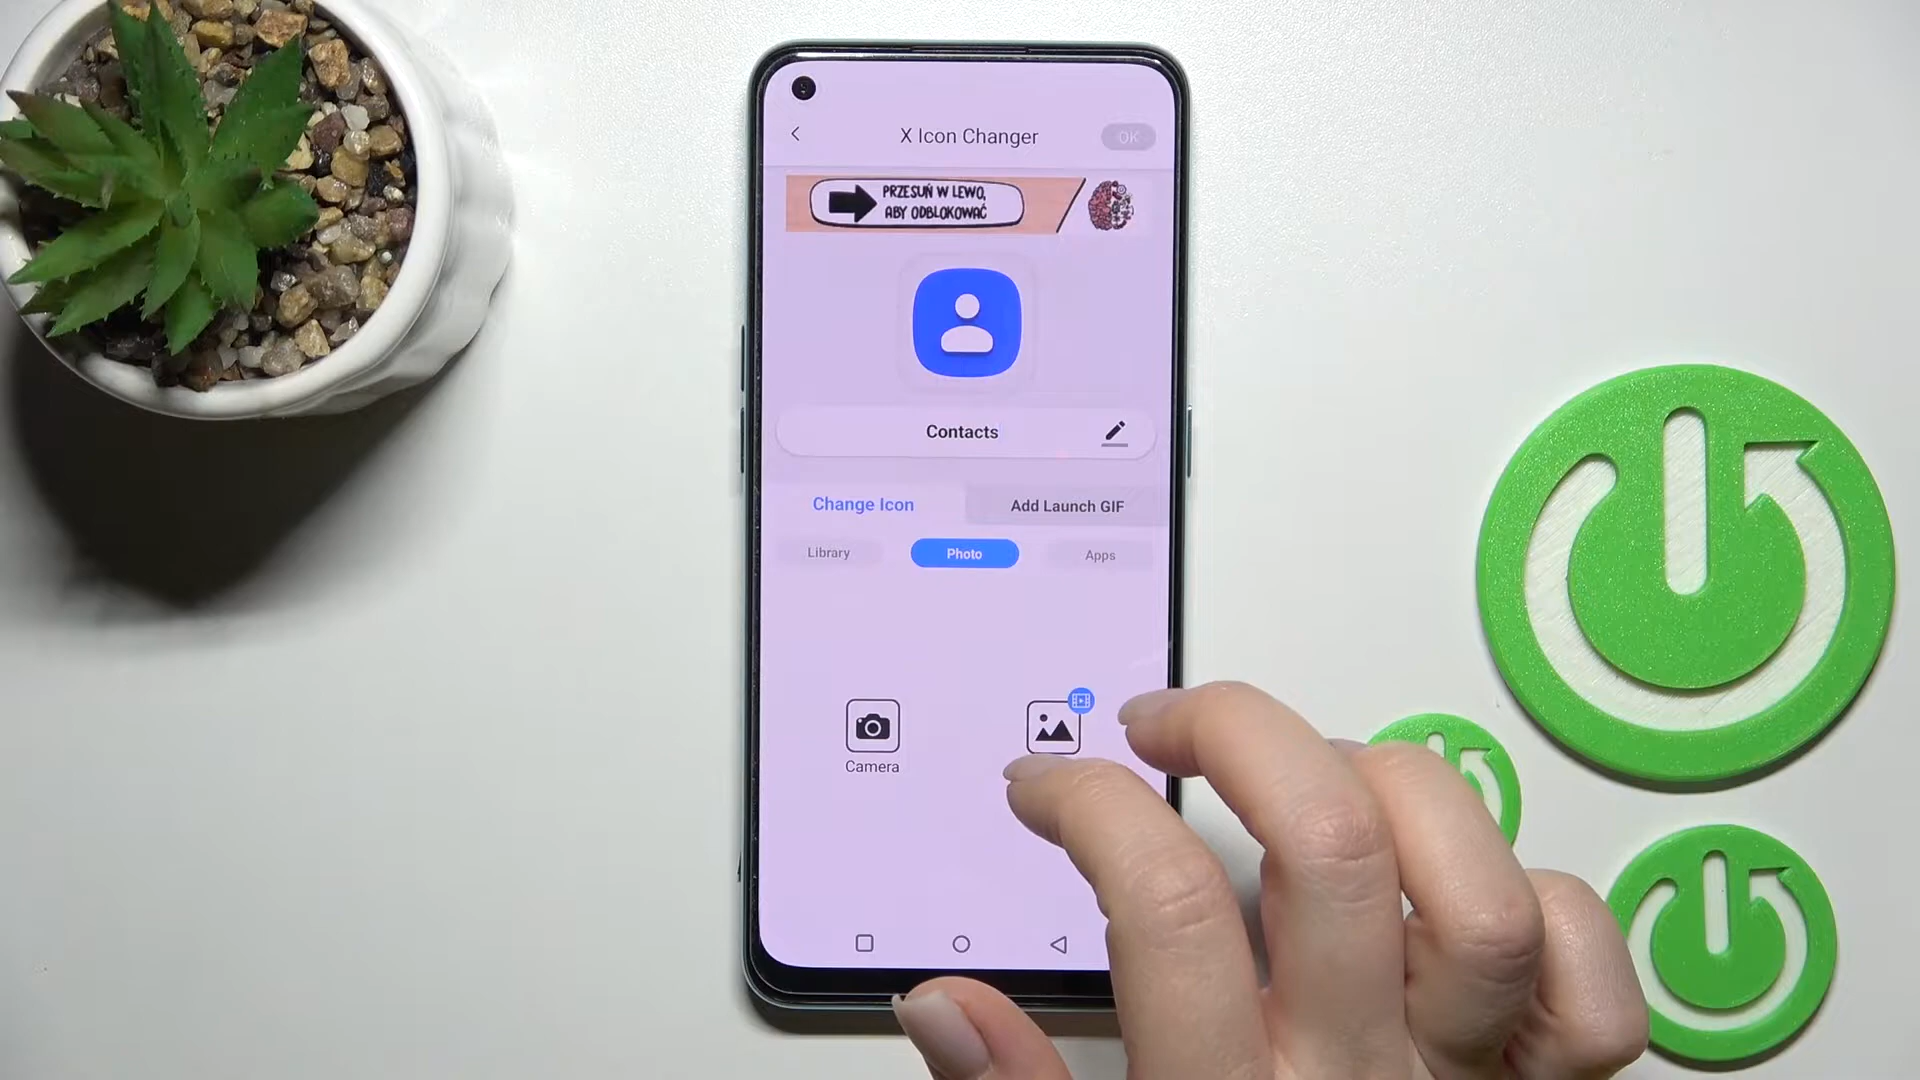 X Icon Changer
OK
PRZESUŃ W LEWO,
ABY ODBLOKOWAĆ
Contacts
Change Icon
Add Launch GIF
Library
Photo
Apps
Camera